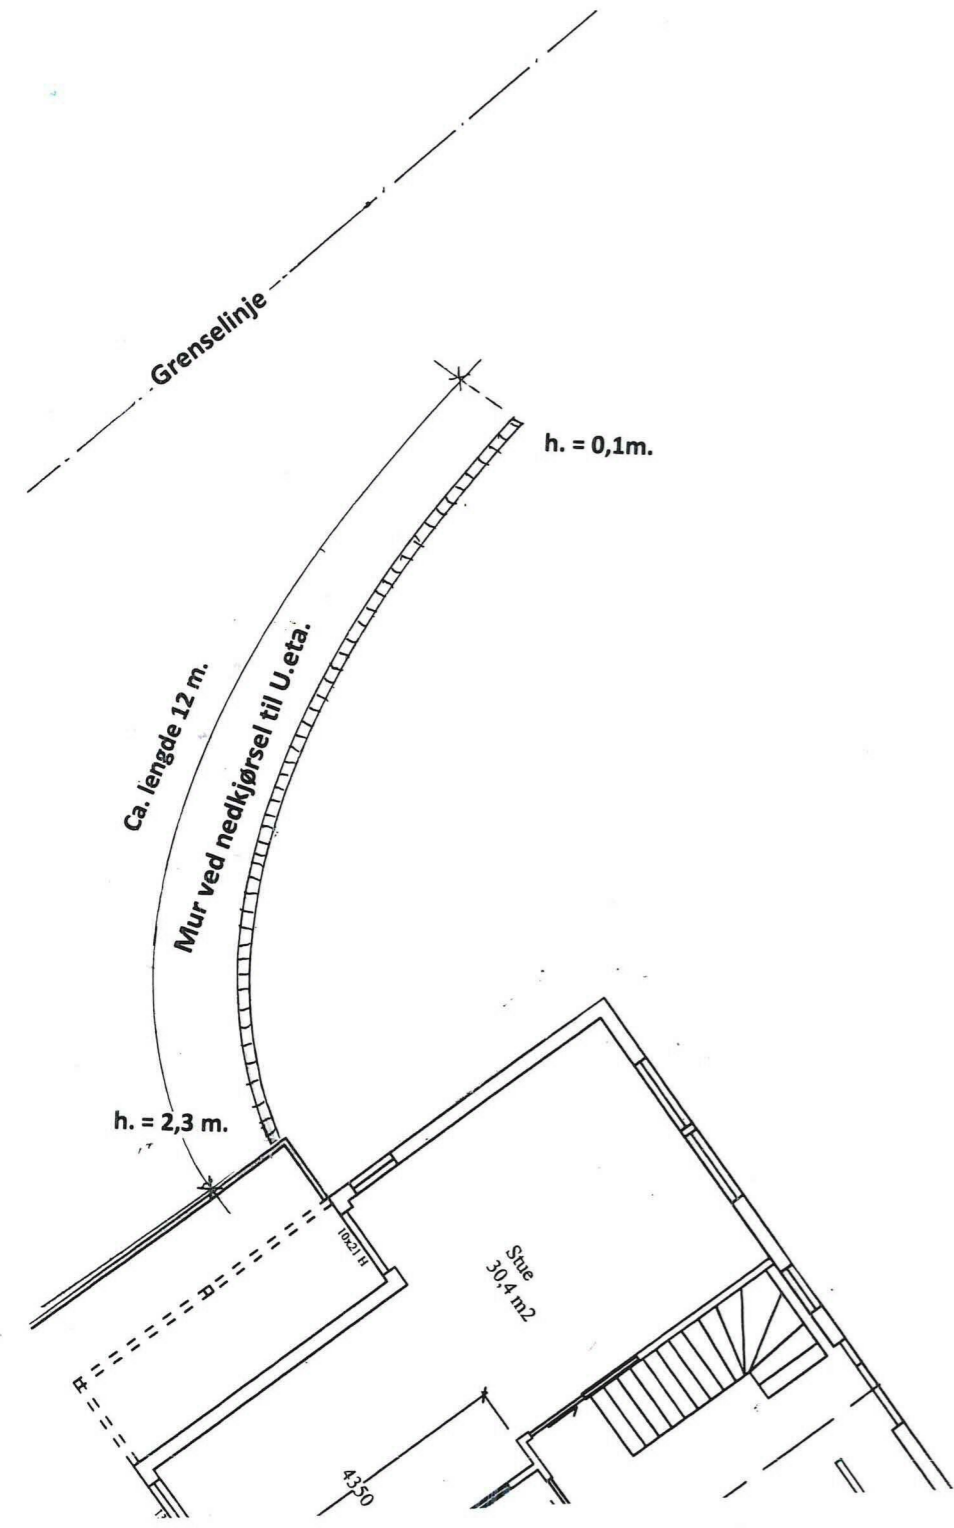 Grenselinje
h. = 0,1m.
Ca. lengde 12 m.
Mur ved nedkjørsel til U.eta.
h. = 2,3 m.
10x21 H
Stue
30,4 m2
4350